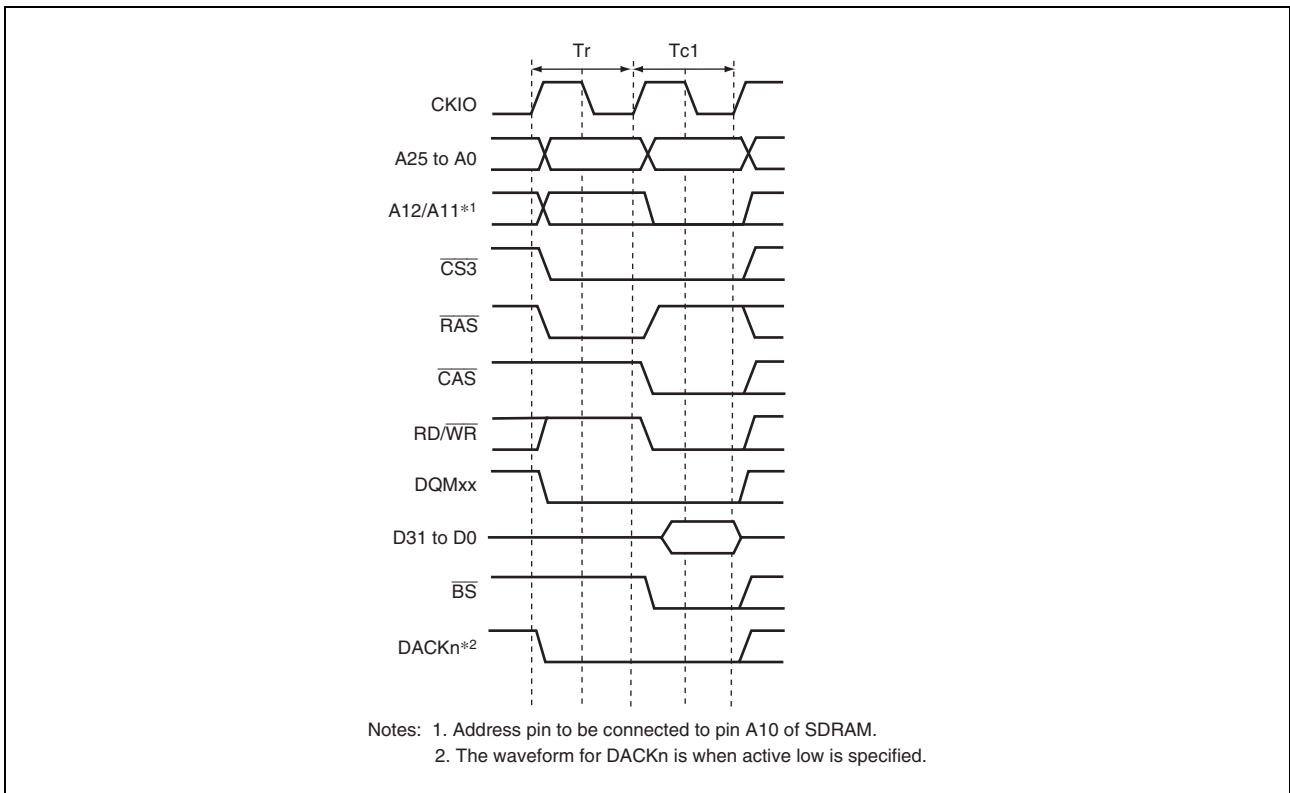 Tr Tc1
CKIO
A25 to A0
A12/A11*1
CS3
RAS
CAS
RD/WR
DQMxx
D31 to D0
BS
DACKn*2
Notes: 1. Address pin to be connected to pin A10 of SDRAM.
2. The waveform for DACKn is when active low is specified.